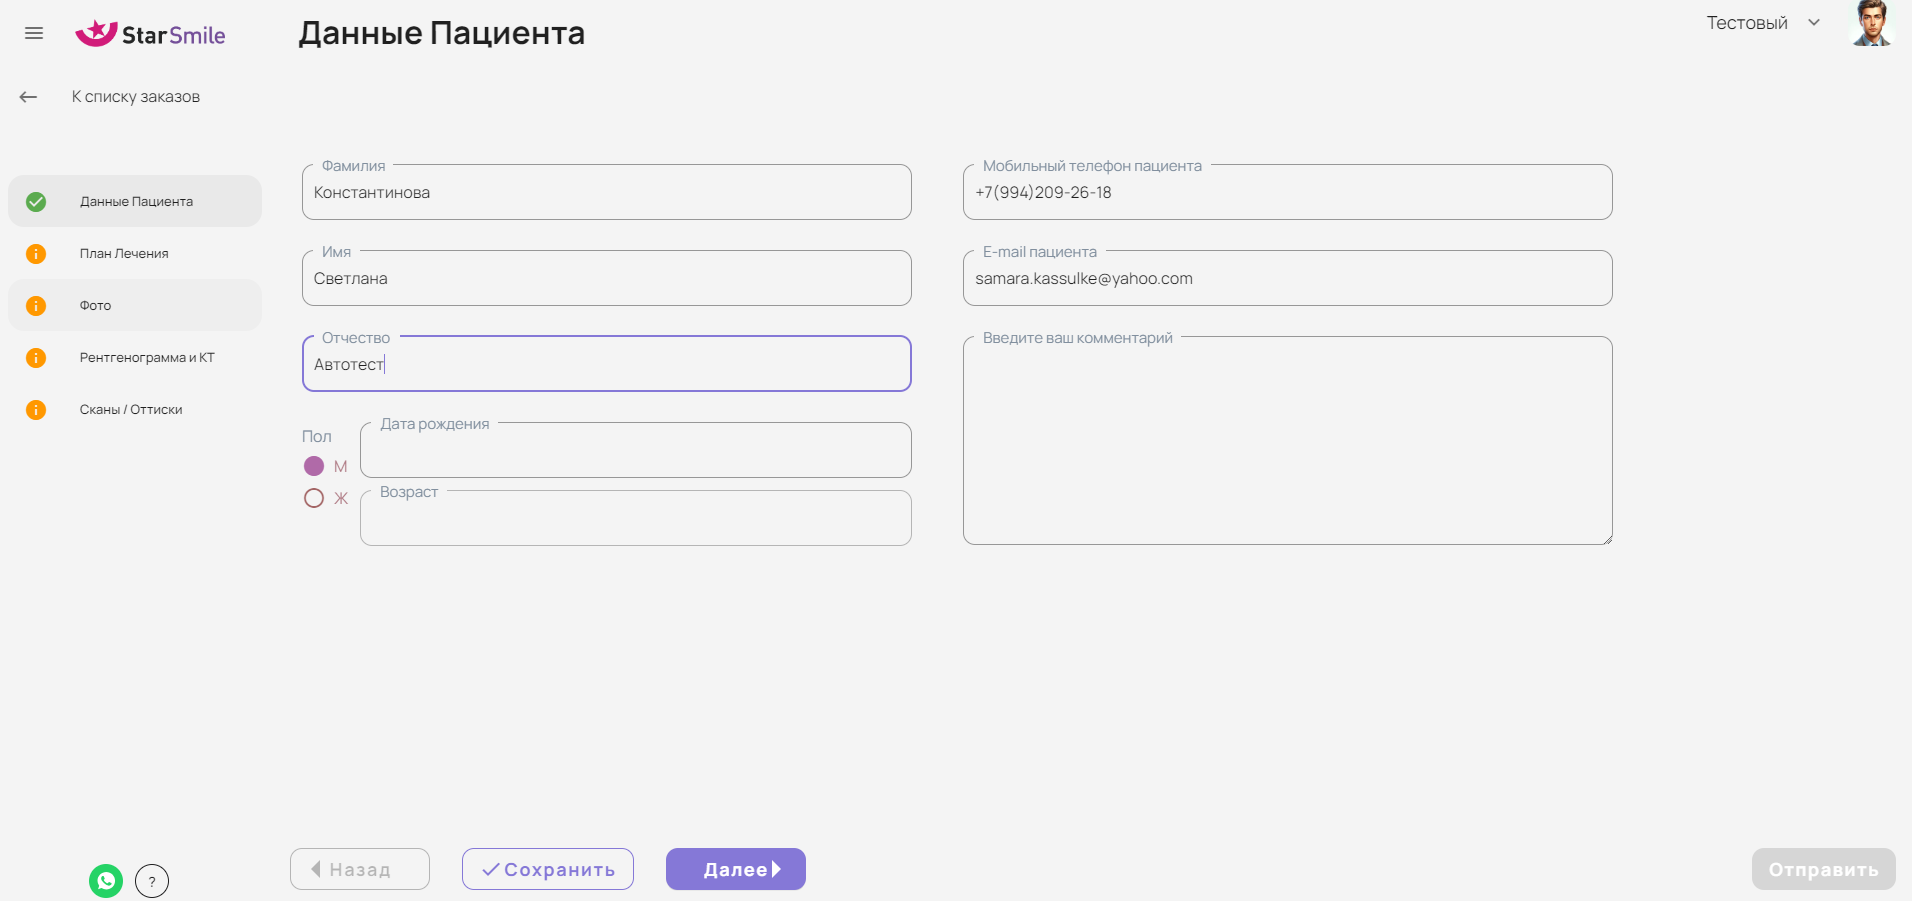 StarSmile
Данные Пациента
Тестовый
К списку заказов
Данные Пациента
План Лечения
Фото
Рентгенограмма и КТ
Сканы / Оттиски
Фамилия
Константинова
Имя
Светлана
Отчество
Автотест
Пол
М
Ж
Дата рождения
Возраст
Мобильный телефон пациента
+7(994)209-26-18
E-mail пациента
samara.kassulke@yahoo.com
Введите ваш комментарий
?
Назад
Сохранить
Далее
Отправить